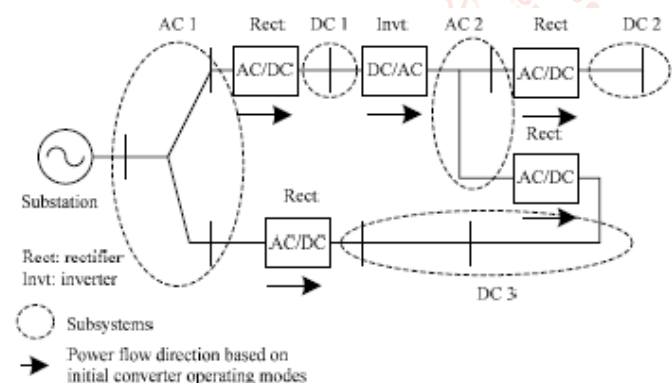 AC 1
Rect
DC 1
Invt
AC 2
Rect
DC 2
AC/DC
DC/AC
AC/DC
Rect
AC/DC
Substation
Rect
AC/DC
Rect: rectifier
Invt: inverter
DC 3
Subsystems
Power flow direction based on
initial converter operating modes